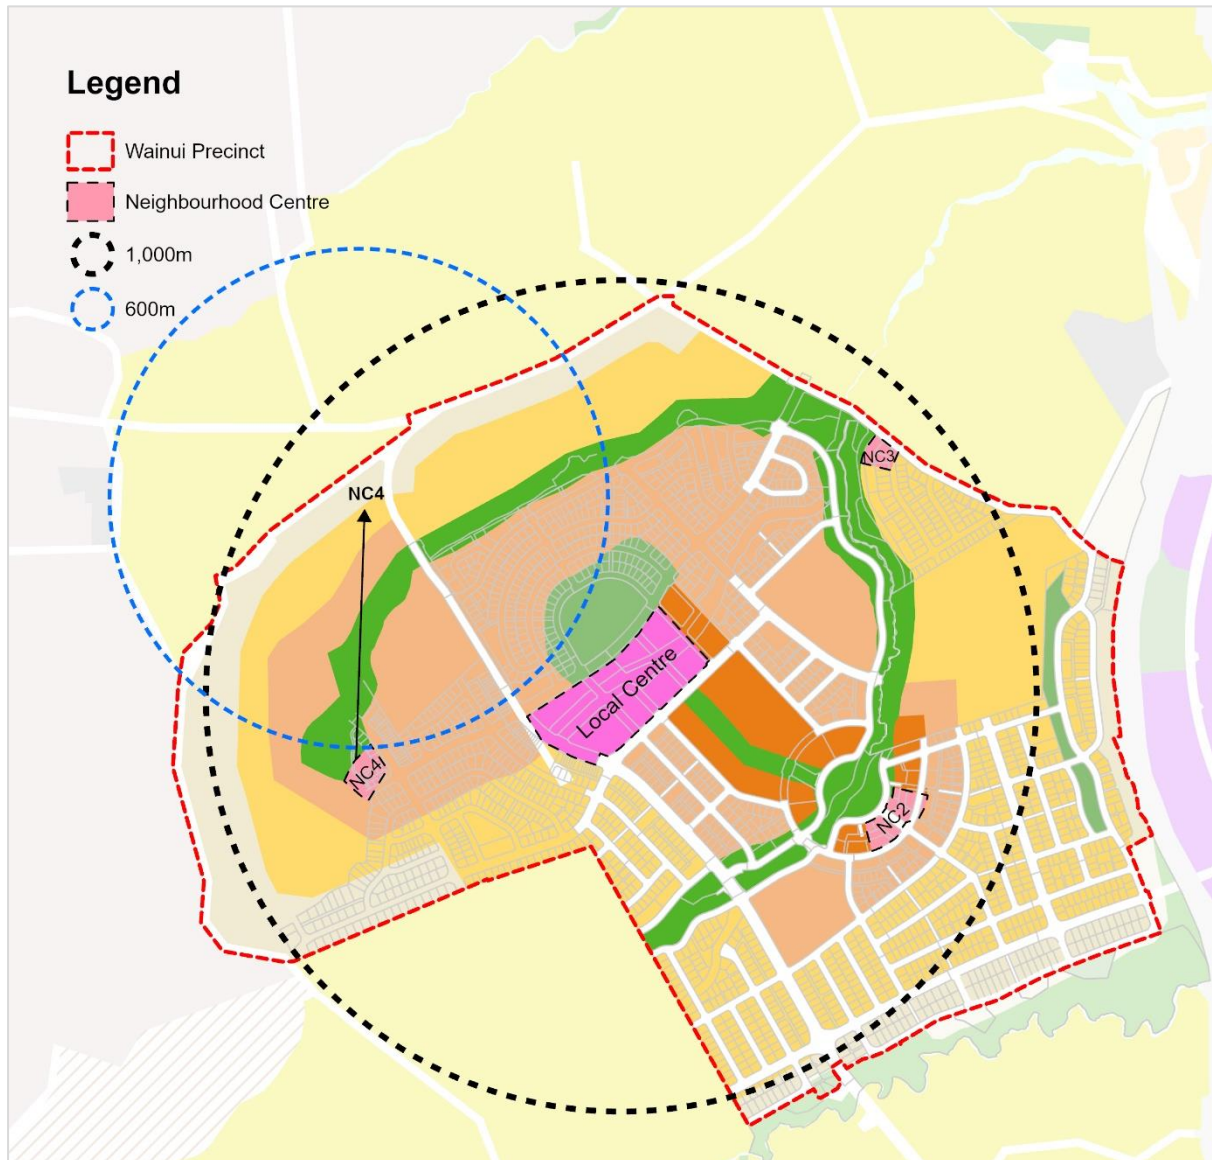 Legend
Wainui Precinct
Neighbourhood Centre
1,000m
600m
NC4
NC3
Local Centre
NC4
NC2